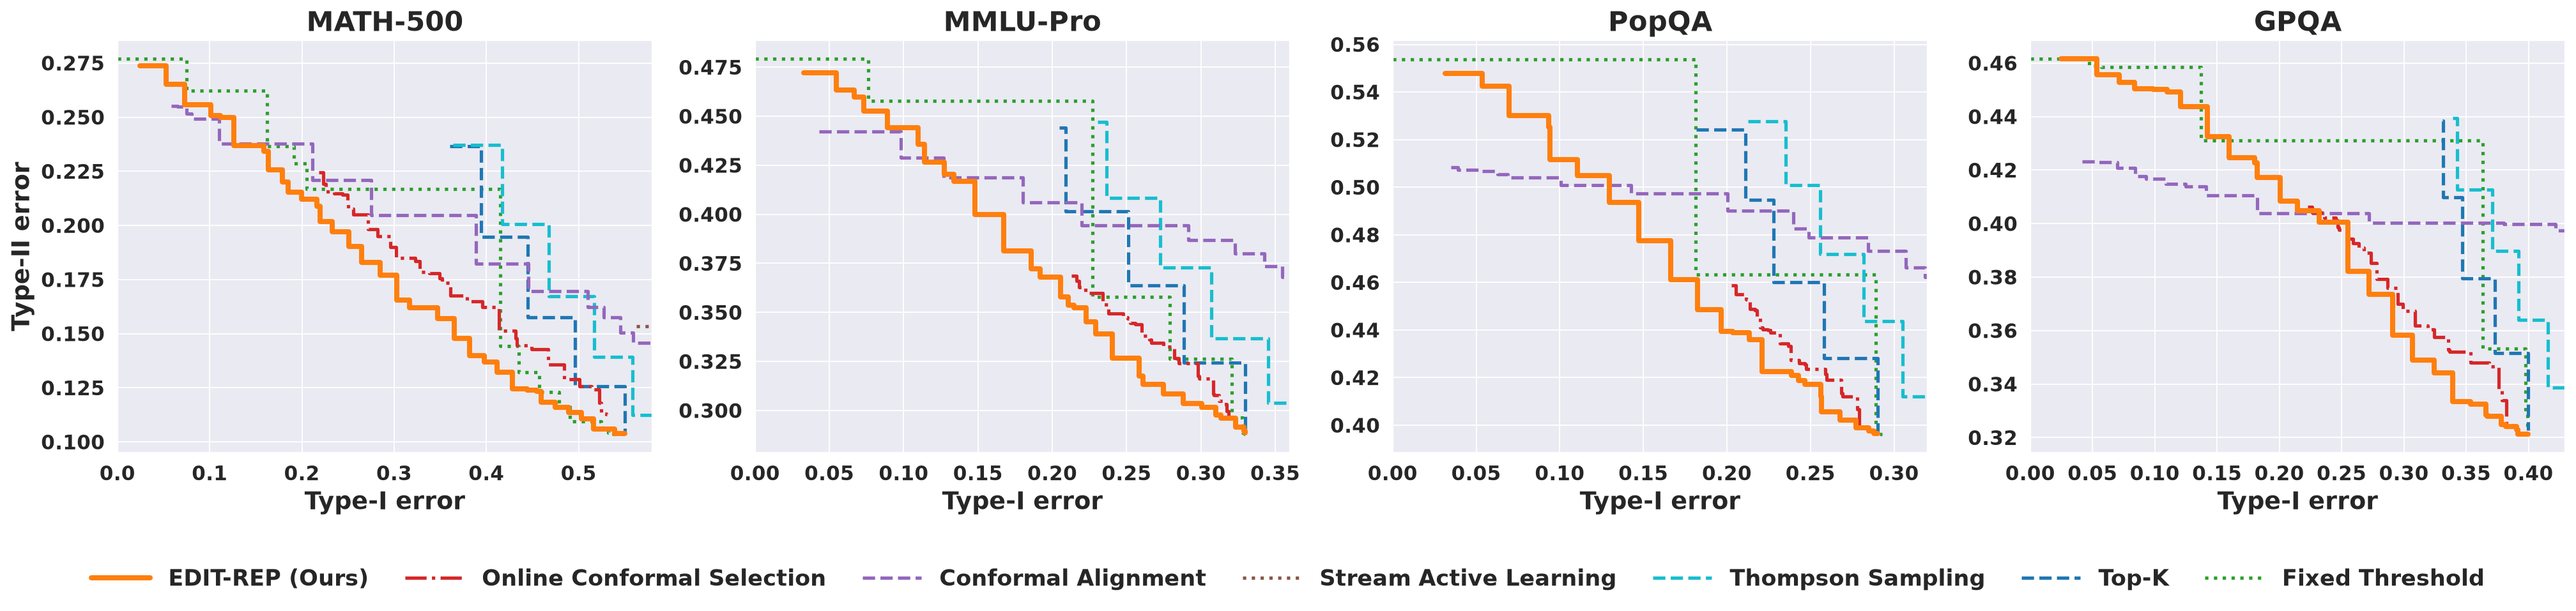 MATH-500
MMLU-Pro
PopQA
GPQA
Type-II error
0.275
0.250
0.225
0.200
0.175
0.150
0.125
0.100
0.0 0.1 0.2 0.3 0.4 0.5
Type-I error
0.475
0.450
0.425
0.400
0.375
0.350
0.325
0.300
0.00 0.05 0.10 0.15 0.20 0.25 0.30 0.35
Type-I error
0.56
0.54
0.52
0.50
0.48
0.46
0.44
0.42
0.40
0.00 0.05 0.10 0.15 0.20 0.25 0.30
Type-I error
0.46
0.44
0.42
0.40
0.38
0.36
0.34
0.32
0.00 0.05 0.10 0.15 0.20 0.25 0.30 0.35 0.40
Type-I error
EDIT-REP (Ours) Online Conformal Selection Conformal Alignment Stream Active Learning Thompson Sampling Top-K Fixed Threshold